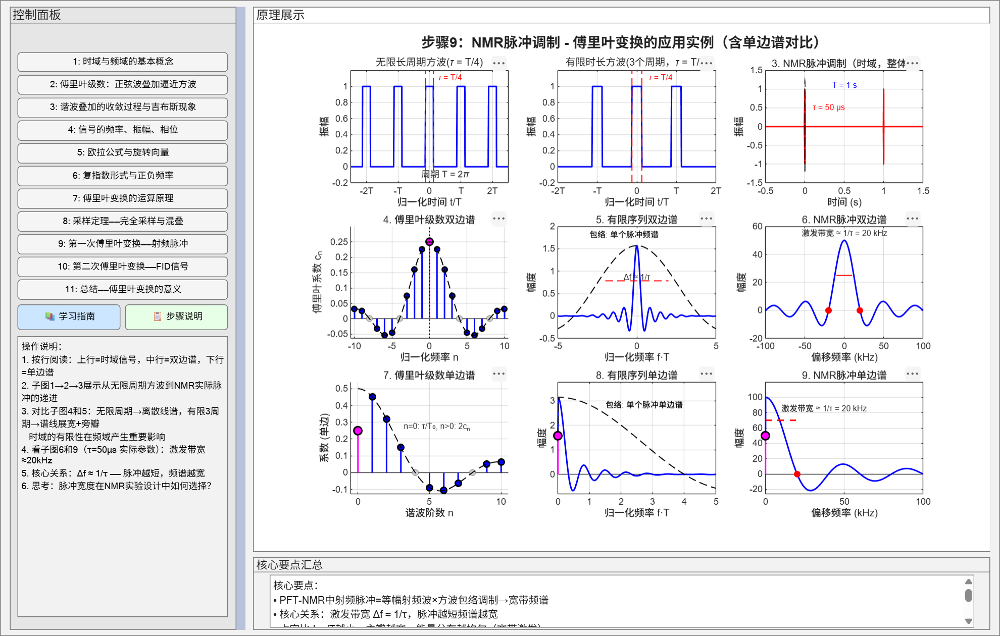 控制面板
1: 时域与频域的基本概念
2: 傅里叶级数：正弦波叠加逼近方波
3: 谐波叠加的收敛过程与吉布斯现象
4: 信号的频率、振幅、相位
5: 欧拉公式与旋转向量
6: 复指数形式与正负频率
7: 傅里叶变换的运算原理
8: 采样定理——完全采样与混叠
9: 第一次傅里叶变换——射频脉冲
10: 第二次傅里叶变换——FID信号
11: 总结——傅里叶变换的意义
学习指南
步骤说明
操作说明：
1. 按行阅读：上行=时域信号，中行=双边谱，下行
=单边谱
2. 子图1→2→3展示从无限周期方波到NMR实际脉
冲的递进
3. 对比子图4和5：无限周期→离散线谱，有限3周
期→谱线展宽+旁瓣
时域的有限性在频域产生重要影响
4. 看子图6和9（τ=50μs 实际参数）：激发带宽
≈20kHz
5. 核心关系：Δf ≈ 1/τ —— 脉冲越短，频谱越宽
6. 思考：脉冲宽度在NMR实验设计中如何选择？
原理展示
步骤9：NMR脉冲调制 - 傅里叶变换的应用实例（含单边谱对比）
无限长周期方波(τ = T/4)
τ = T/4
1
0.8
0.6
0.4
0.2
0
-0.2
振幅
周期 T = 2π
-2T -T 0 T 2T
归一化时间 t/T
有限时长方波(3个周期，τ = T/
τ = T/4
1
0.8
0.6
0.4
0.2
0
-0.2
振幅
-2T -T 0 T 2T
归一化时间 t/T
3. NMR脉冲调制（时域，整体
T = 1 s
τ = 50 μs
1.5
1
0.5
0
-0.5
-1
-1.5
振幅
-0.5 0 0.5 1 1.5
时间 (s)
4. 傅里叶级数双边谱
0.25
0.2
0.15
0.1
0.05
0
-0.05
傅里叶系数 cn
-10 -5 0 5 10
归一化频率 n
5. 有限序列双边谱
包络: 单个脉冲频谱
Δf ≈ 1/τ
2
1.5
1
0.5
0
-0.5
幅度
-5 0 5
归一化频率 f·T
6. NMR脉冲双边谱
激发带宽 ≈ 1/τ = 20 kHz
60
40
20
0
-20
幅度
-100 -50 0 50 100
偏移频率 (kHz)
7. 傅里叶级数单边谱
n=0: τ/T₀, n>0: 2cn
0.5
0.4
0.3
0.2
0.1
0
-0.1
系数 (单边)
0 5 10
谐波阶数 n
8. 有限序列单边谱
包络: 单个脉冲单边谱
3
2
1
0
幅度
0 1 2 3 4 5
归一化频率 f·T
9. NMR脉冲单边谱
激发带宽 ≈ 1/τ = 20 kHz
100
80
60
40
20
0
-20
幅度
0 50 100
偏移频率 (kHz)
核心要点汇总
核心要点：
• PFT-NMR中射频脉冲=等幅射频波×方波包络调制→宽带频谱
• 核心关系：激发带宽 Δf ≈ 1/τ，脉冲越短频谱越宽